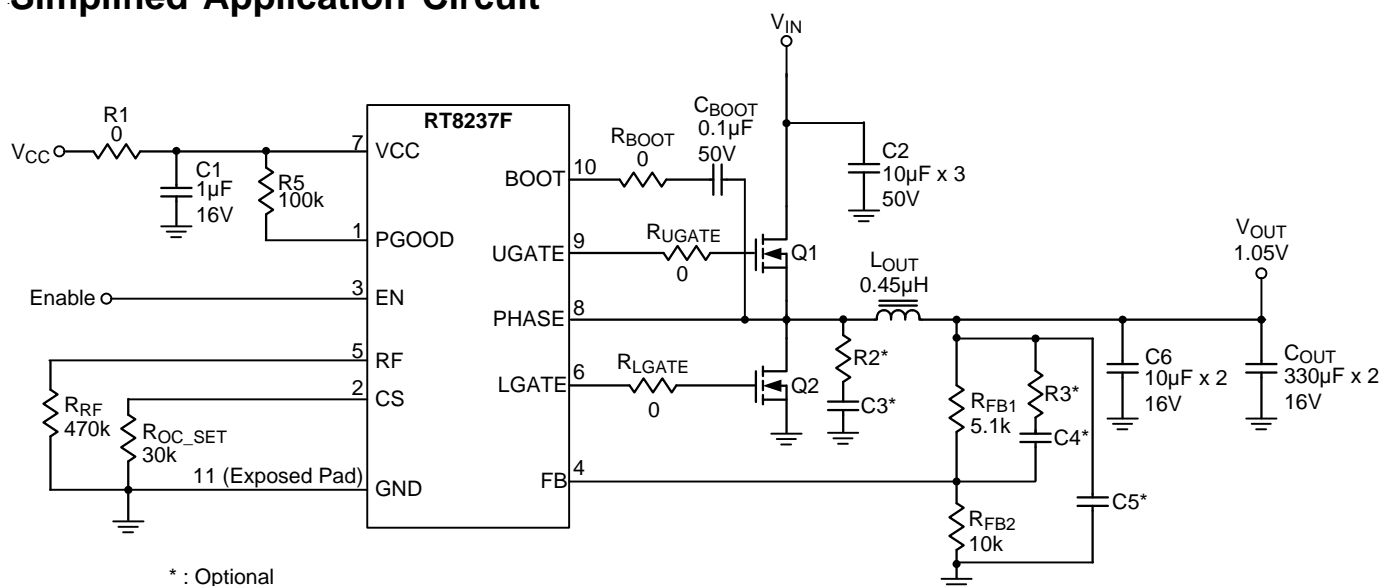 Simplified Application Circuit
V_IN
R1
0
V_CC
C1
1µF
16V
R5
100k
7
VCC
1
PGOOD
Enable
3
EN
5
RF
2
CS
R_RF
470k
R_OC_SET
30k
11 (Exposed Pad)
GND
RT8237F
BOOT
10
UGATE
9
PHASE
8
LGATE
6
FB
4
R_BOOT
0
C_BOOT
0.1µF
50V
R_UGATE
0
R_LGATE
0
Q1
Q2
C2
10µF x 3
50V
L_OUT
0.45µH
R2*
C3*
R_FB1
5.1k
R3*
C4*
C5*
R_FB2
10k
C6
10µF x 2
16V
V_OUT
1.05V
C_OUT
330µF x 2
16V
* : Optional